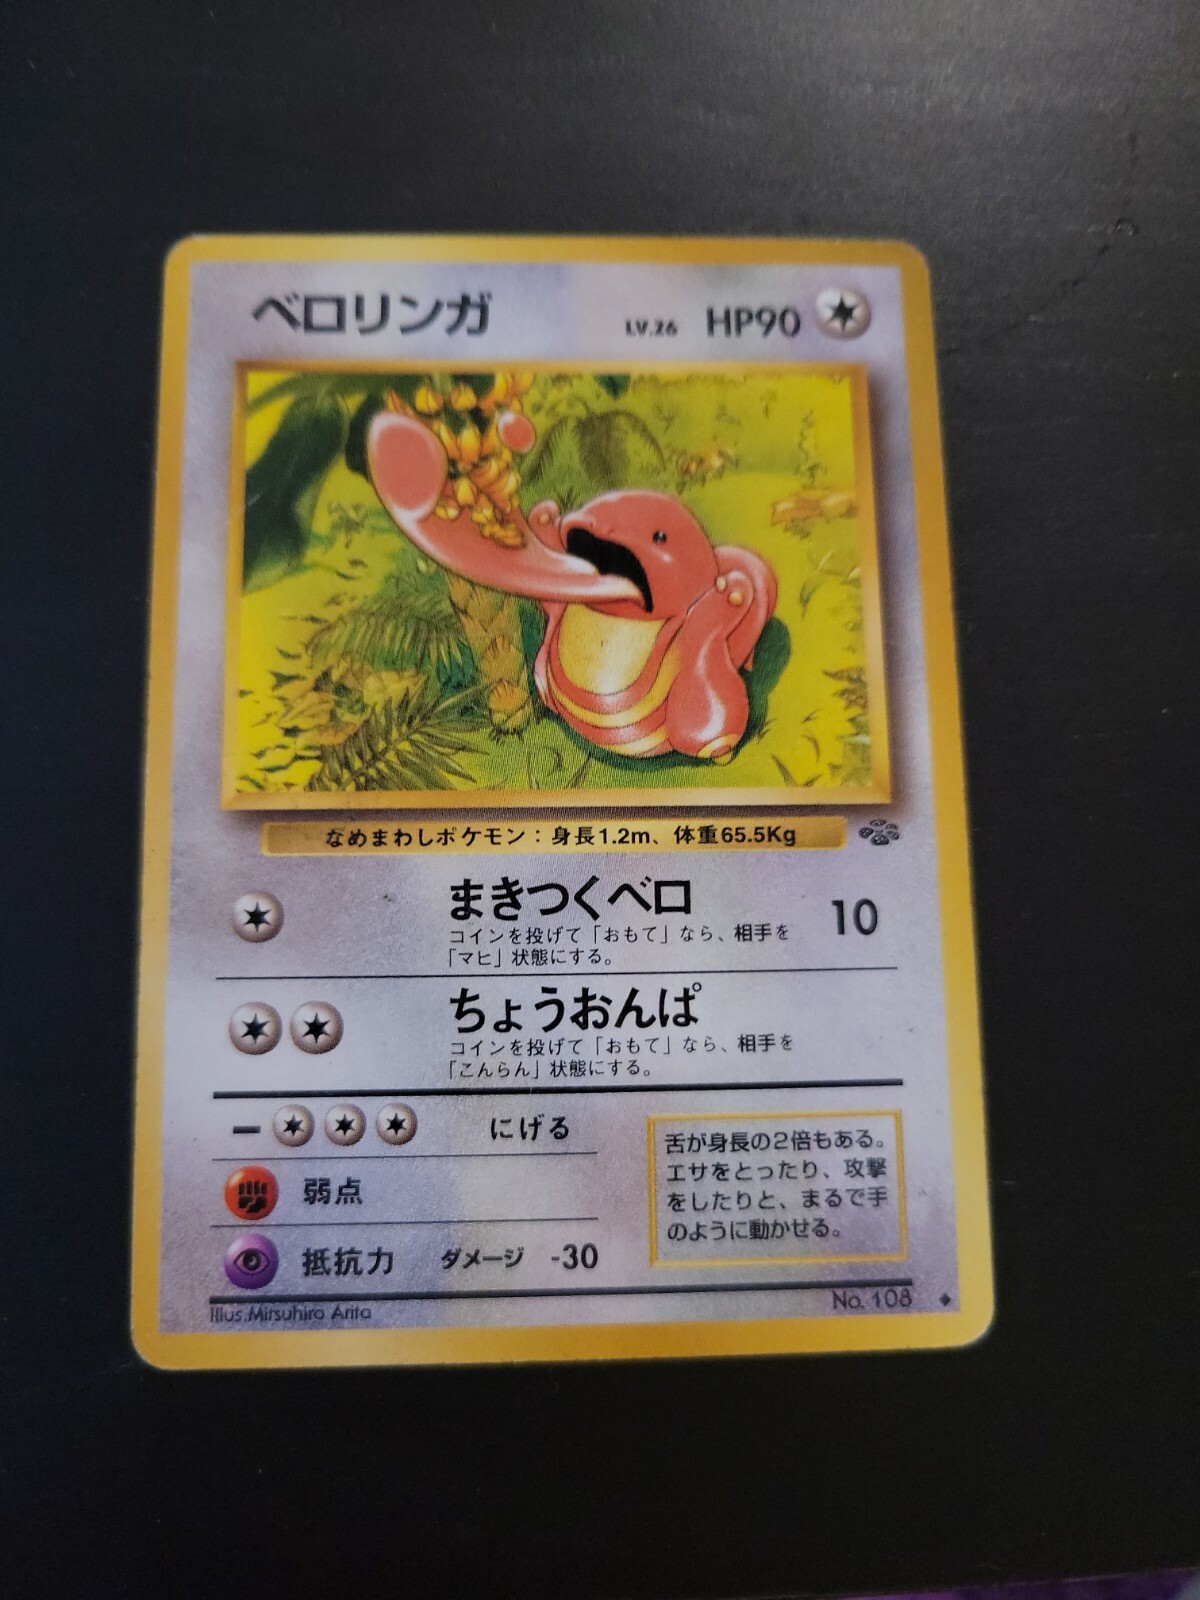 ベロリンガ LV.26 HP90
なめまわしポケモン：身長1.2m、体重65.5Kg
まきつくベロ 10
コインを投げて「おもて」なら、相手を
「マヒ」状態にする。
ちょうおんぱ
コインを投げて「おもて」なら、相手を
「こんらん」状態にする。
− にげる
弱点
抵抗力 ダメージ -30
舌が身長の2倍もある。
エサをとったり、攻撃
をしたりと、まるで手
のように動かせる。
Illus.Mitsuhiro Arita
No. 108